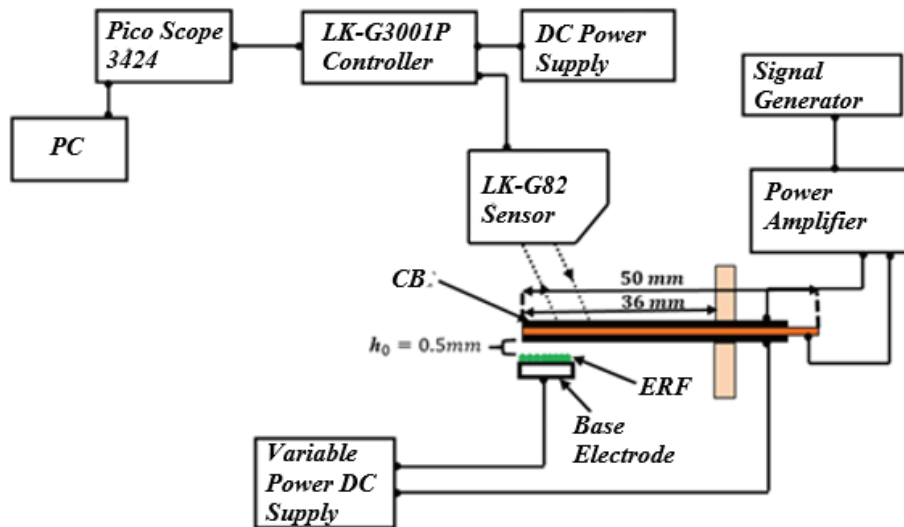 Pico Scope
3424
LK-G3001P
Controller
DC Power
Supply
Signal
Generator
PC
LK-G82
Sensor
Power
Amplifier
50 mm
CB
36 mm
h₀ = 0.5mm
ERF
Base
Electrode
Variable
Power DC
Supply